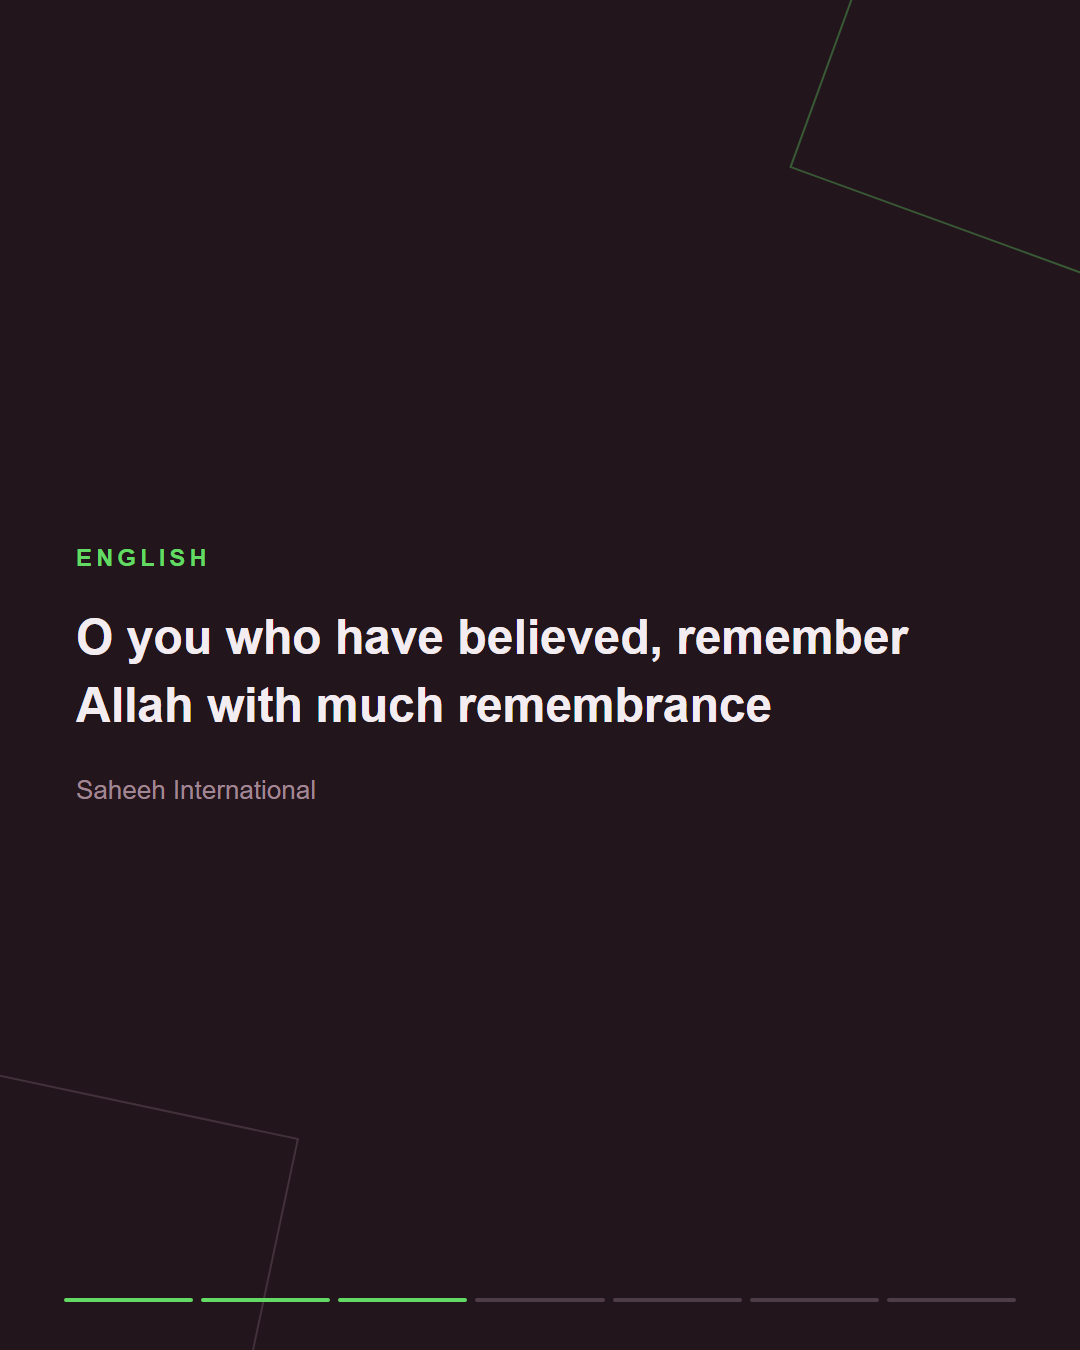 ENGLISH
O you who have believed, remember
Allah with much remembrance
Saheeh International